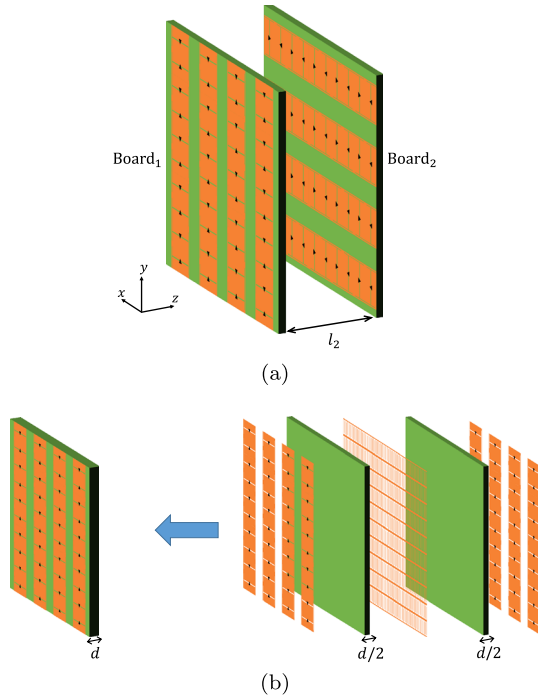 Board₁
Board₂
y
x
z
l₂
(a)
d
d/2
d/2
(b)